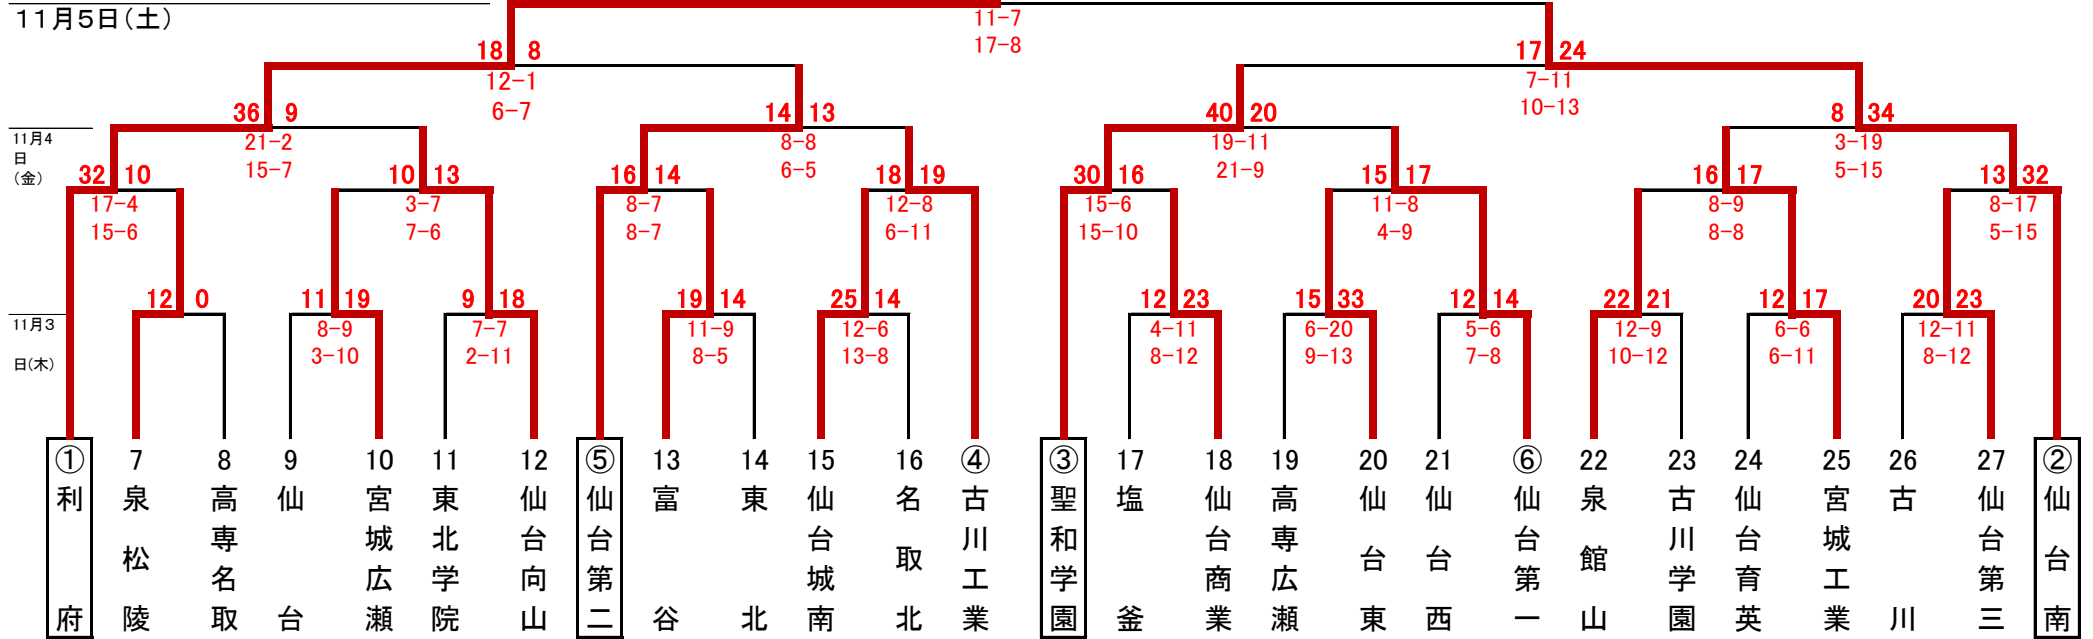 11月5日(土)
11-7
17-8
18 8
12-1
6-7
17 24
7-11
10-13
11月4
日
(金)
36 9
21-2
15-7
14 13
8-8
6-5
40 20
19-11
21-9
8 34
3-19
5-15
32 10
17-4
15-6
10 13
3-7
7-6
16 14
8-7
8-7
18 19
12-8
6-11
30 16
15-6
15-10
15 17
11-8
4-9
16 17
8-9
8-8
13 32
8-17
5-15
11月3
日(木)
12 0
11 19
8-9
3-10
9 18
7-7
2-11
19 14
11-9
8-5
25 14
12-6
13-8
12 23
4-11
8-12
15 33
6-20
9-13
12 14
5-6
7-8
22 21
12-9
10-12
12 17
6-6
6-11
20 23
12-11
8-12
① 利府
7 泉松陵
8 高専名取
9 仙台
10 宮城広瀬
11 東北学院
12 仙台向山
⑤ 仙台第二
13 富谷
14 東北
15 仙台城南
16 名取北
④ 古川工業
③ 聖和学園
17 塩釜
18 仙台商業
19 高専広瀬
20 仙台東
21 仙台西
⑥ 仙台第一
22 泉館山
23 古川学園
24 仙台育英
25 宮城工業
26 古川
27 仙台第三
② 仙台南